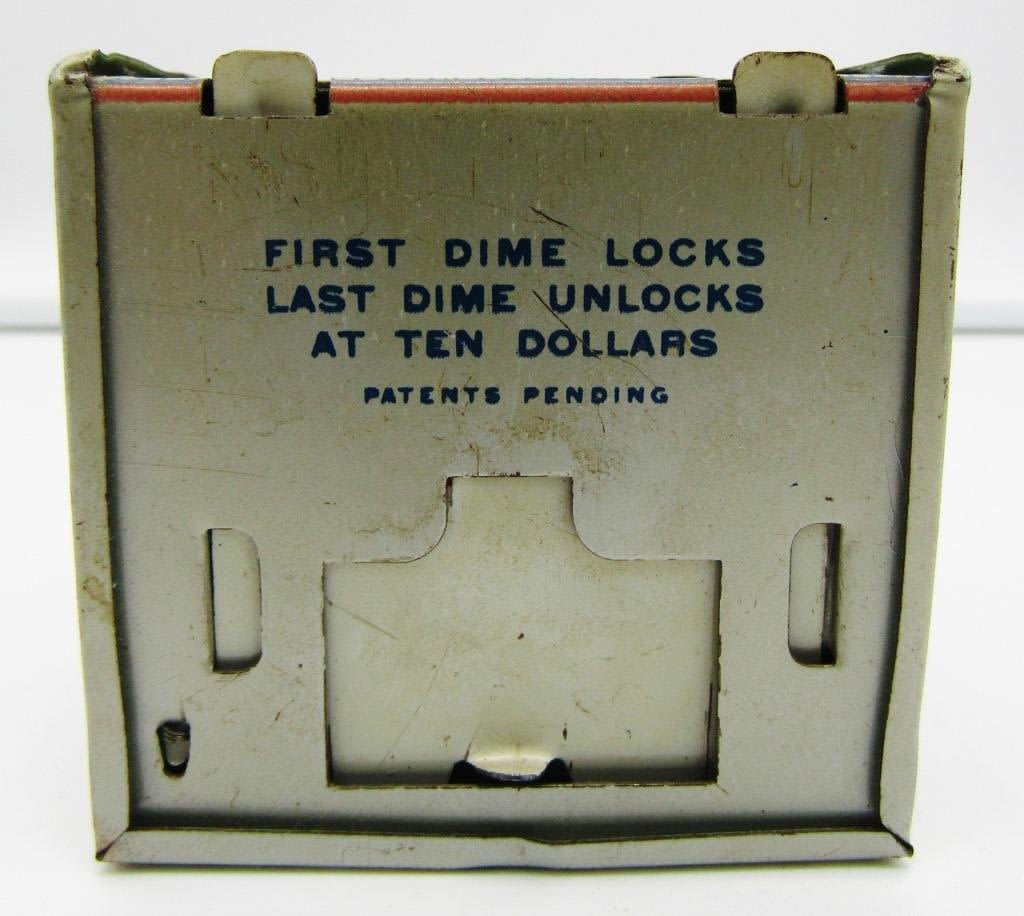 FIRST DIME LOCKS
LAST DIME UNLOCKS
AT TEN DOLLARS
PATENTS PENDING